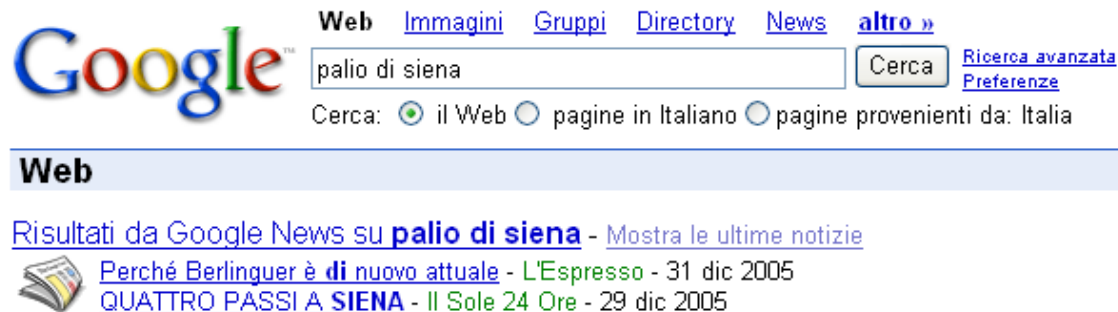 Web Immagini Gruppi Directory News altro »
Google™
palio di siena Cerca Ricerca avanzata
Preferenze
Cerca: il Web pagine in Italiano pagine provenienti da: Italia
Web
Risultati da Google News su palio di siena - Mostra le ultime notizie
Perché Berlinguer è di nuovo attuale - L'Espresso - 31 dic 2005
QUATTRO PASSI A SIENA - Il Sole 24 Ore - 29 dic 2005